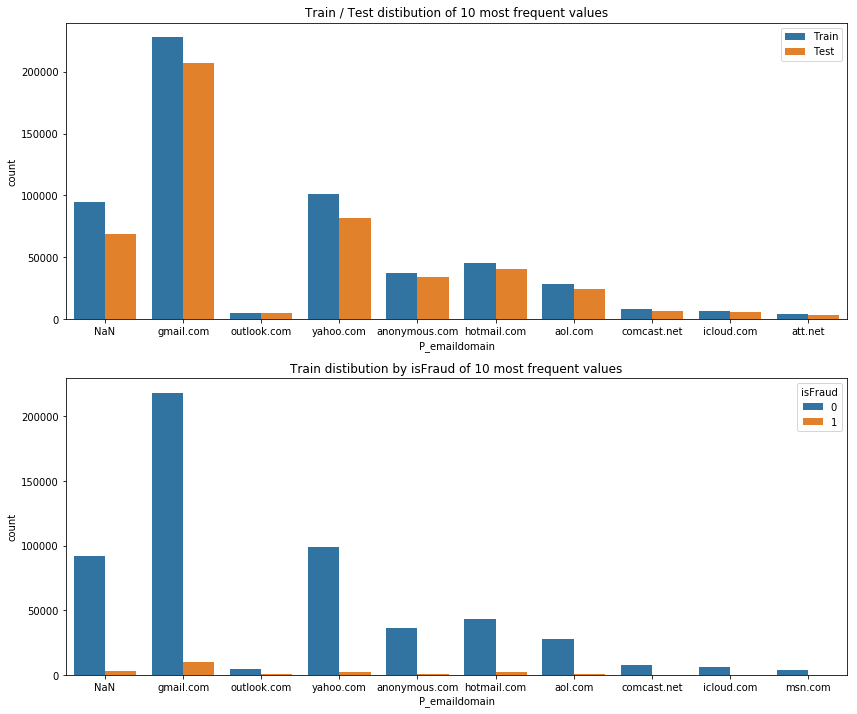 Train / Test distibution of 10 most frequent values
Train
Test
count
200000
150000
100000
50000
0
NaN gmail.com outlook.com yahoo.com anonymous.com hotmail.com aol.com comcast.net icloud.com att.net
P_emaildomain
Train distibution by isFraud of 10 most frequent values
isFraud
0
1
count
200000
150000
100000
50000
0
NaN gmail.com outlook.com yahoo.com anonymous.com hotmail.com aol.com comcast.net icloud.com msn.com
P_emaildomain